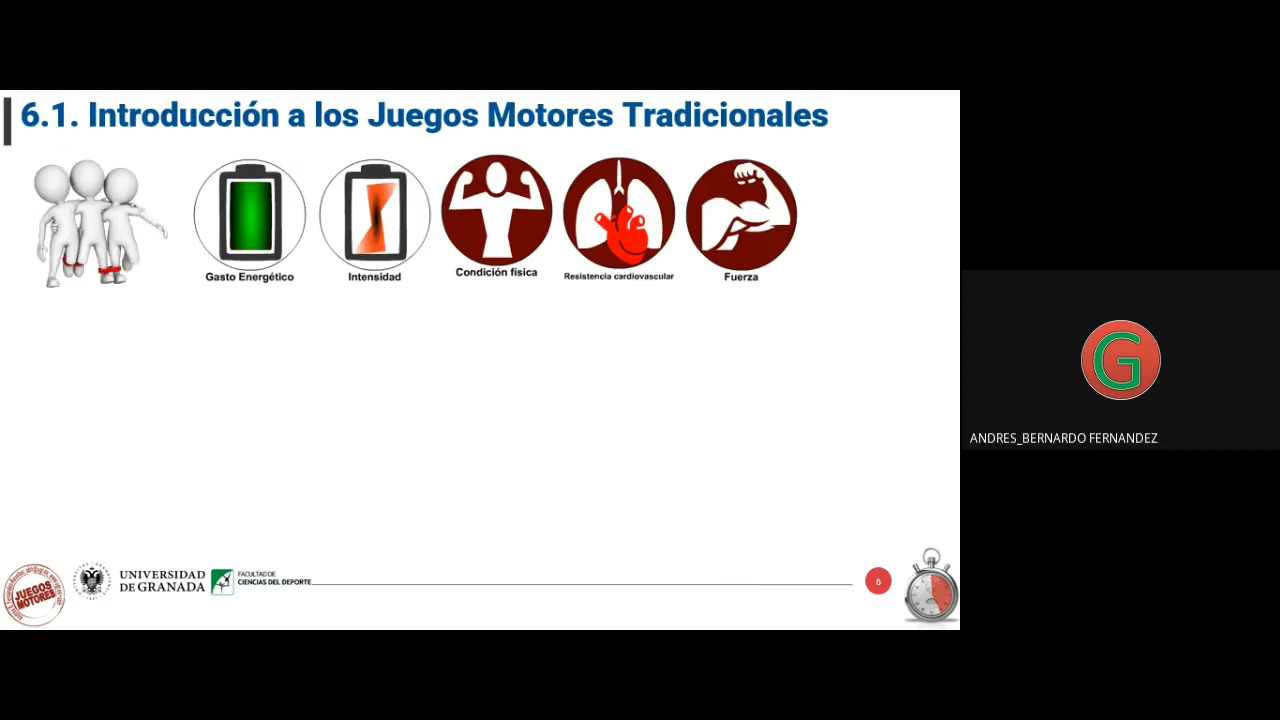 6.1. Introducción a los Juegos Motores Tradicionales
Gasto Energético
Intensidad
Condición física
Resistencia cardiovascular
Fuerza
G
ANDRES_BERNARDO FERNANDEZ
JUEGOS
MOTORES
UNIVERSIDAD
DE GRANADA
FACULTAD DE
CIENCIAS DEL DEPORTE
6